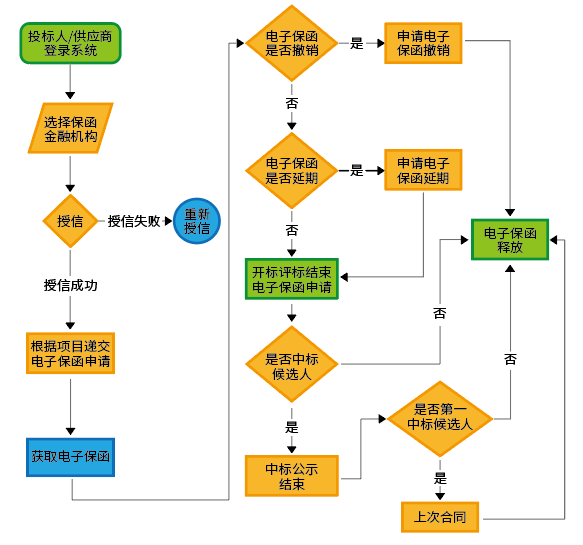 投标人/供应商
登录系统
选择保函
金融机构
授信
授信失败
重新
授信
授信成功
根据项目递交
电子保函申请
获取电子保函
电子保函
是否撤销
是
申请电子
保函撤销
否
电子保函
是否延期
是
申请电子
保函延期
否
开标评标结束
电子保函申请
是否中标
候选人
否
是
中标公示
结束
是否第一
中标候选人
否
是
上次合同
电子保函
释放